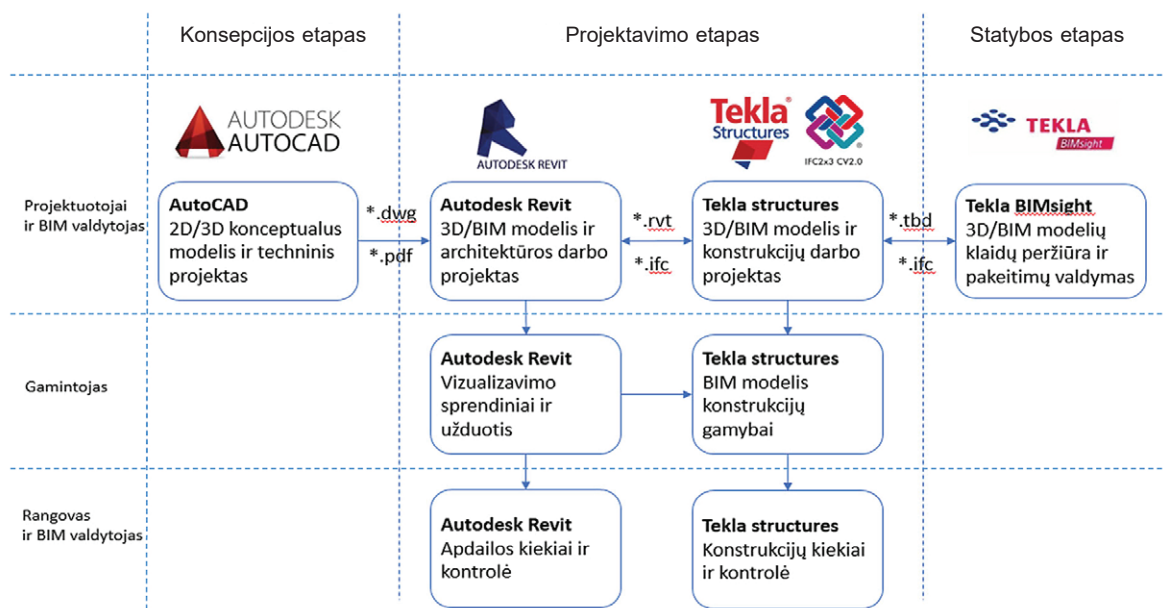 Konsepcijos etapas
Projektavimo etapas
Statybos etapas
AUTODESK
AUTOCAD
AUTODESK REVIT
Tekla®
Structures
IFC2x3 CV2.0
TEKLA
BIMsight
Projektuotojai
ir BIM valdytojas
AutoCAD
2D/3D konceptualus
modelis ir techninis
projektas
*.dwg
*.pdf
Autodesk Revit
3D/BIM modelis ir
architektūros darbo
projektas
*.rvt
*.ifc
Tekla structures
3D/BIM modelis ir
konstrukcijų darbo
projektas
*.tbd
*.ifc
Tekla BIMsight
3D/BIM modelių
klaidų peržiūra ir
pakeitimų valdymas
Gamintojas
Autodesk Revit
Vizualizavimo
sprendiniai ir
užduotis
Tekla structures
BIM modelis
konstrukcijų
gamybai
Rangovas
ir BIM valdytojas
Autodesk Revit
Apdailos kiekiai ir
kontrolė
Tekla structures
Konstrukcijų kiekiai
ir kontrolė